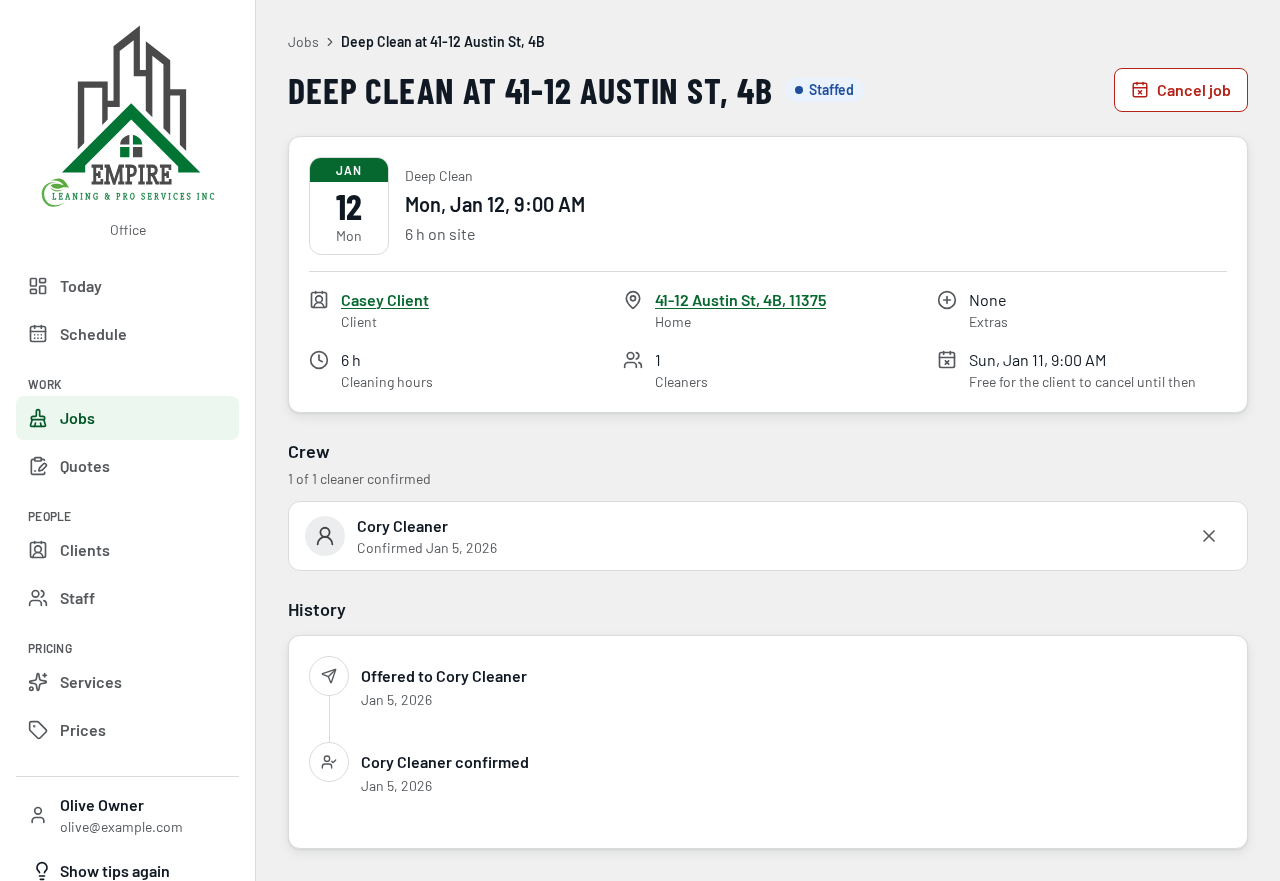 EMPIRE
LEANING & PRO SERVICES INC
Office
Today
Schedule
WORK
Jobs
Quotes
PEOPLE
Clients
Staff
PRICING
Services
Prices
Olive Owner
olive@example.com
Show tips again
Jobs > Deep Clean at 41-12 Austin St, 4B
DEEP CLEAN AT 41-12 AUSTIN ST, 4B
Staffed
Cancel job
JAN
12
Mon
Deep Clean
Mon, Jan 12, 9:00 AM
6 h on site
Casey Client
Client
41-12 Austin St, 4B, 11375
Home
None
Extras
6 h
Cleaning hours
1
Cleaners
Sun, Jan 11, 9:00 AM
Free for the client to cancel until then
Crew
1 of 1 cleaner confirmed
Cory Cleaner
Confirmed Jan 5, 2026
History
Offered to Cory Cleaner
Jan 5, 2026
Cory Cleaner confirmed
Jan 5, 2026